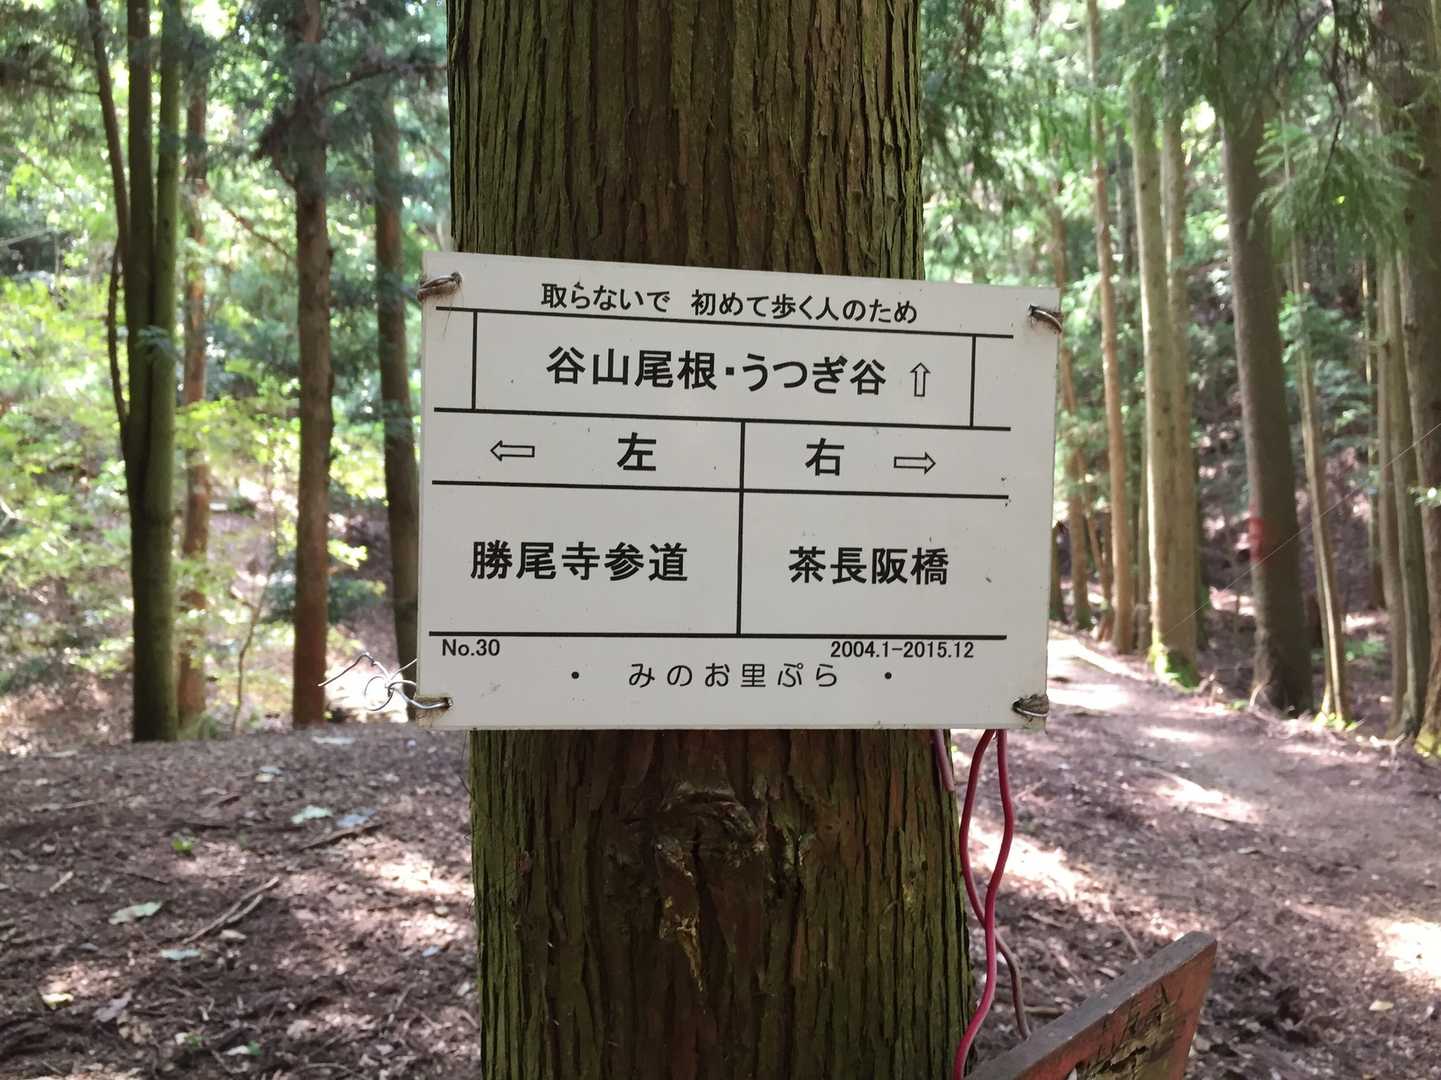 取らないで 初めて歩く人のため
谷山尾根・うつぎ谷 ⇧
⇦ 左 右 ⇨
勝尾寺参道 茶長阪橋
No.30 2004.1-2015.12
・ みのお里ぷら ・